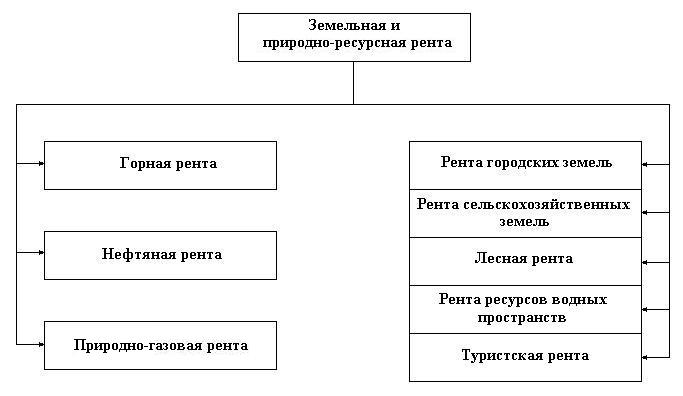 Земельная и
природно-ресурсная рента
Горная рента
Нефтяная рента
Природно-газовая рента
Рента городских земель
Рента сельскохозяйственных
земель
Лесная рента
Рента ресурсов водных
пространств
Туристская рента